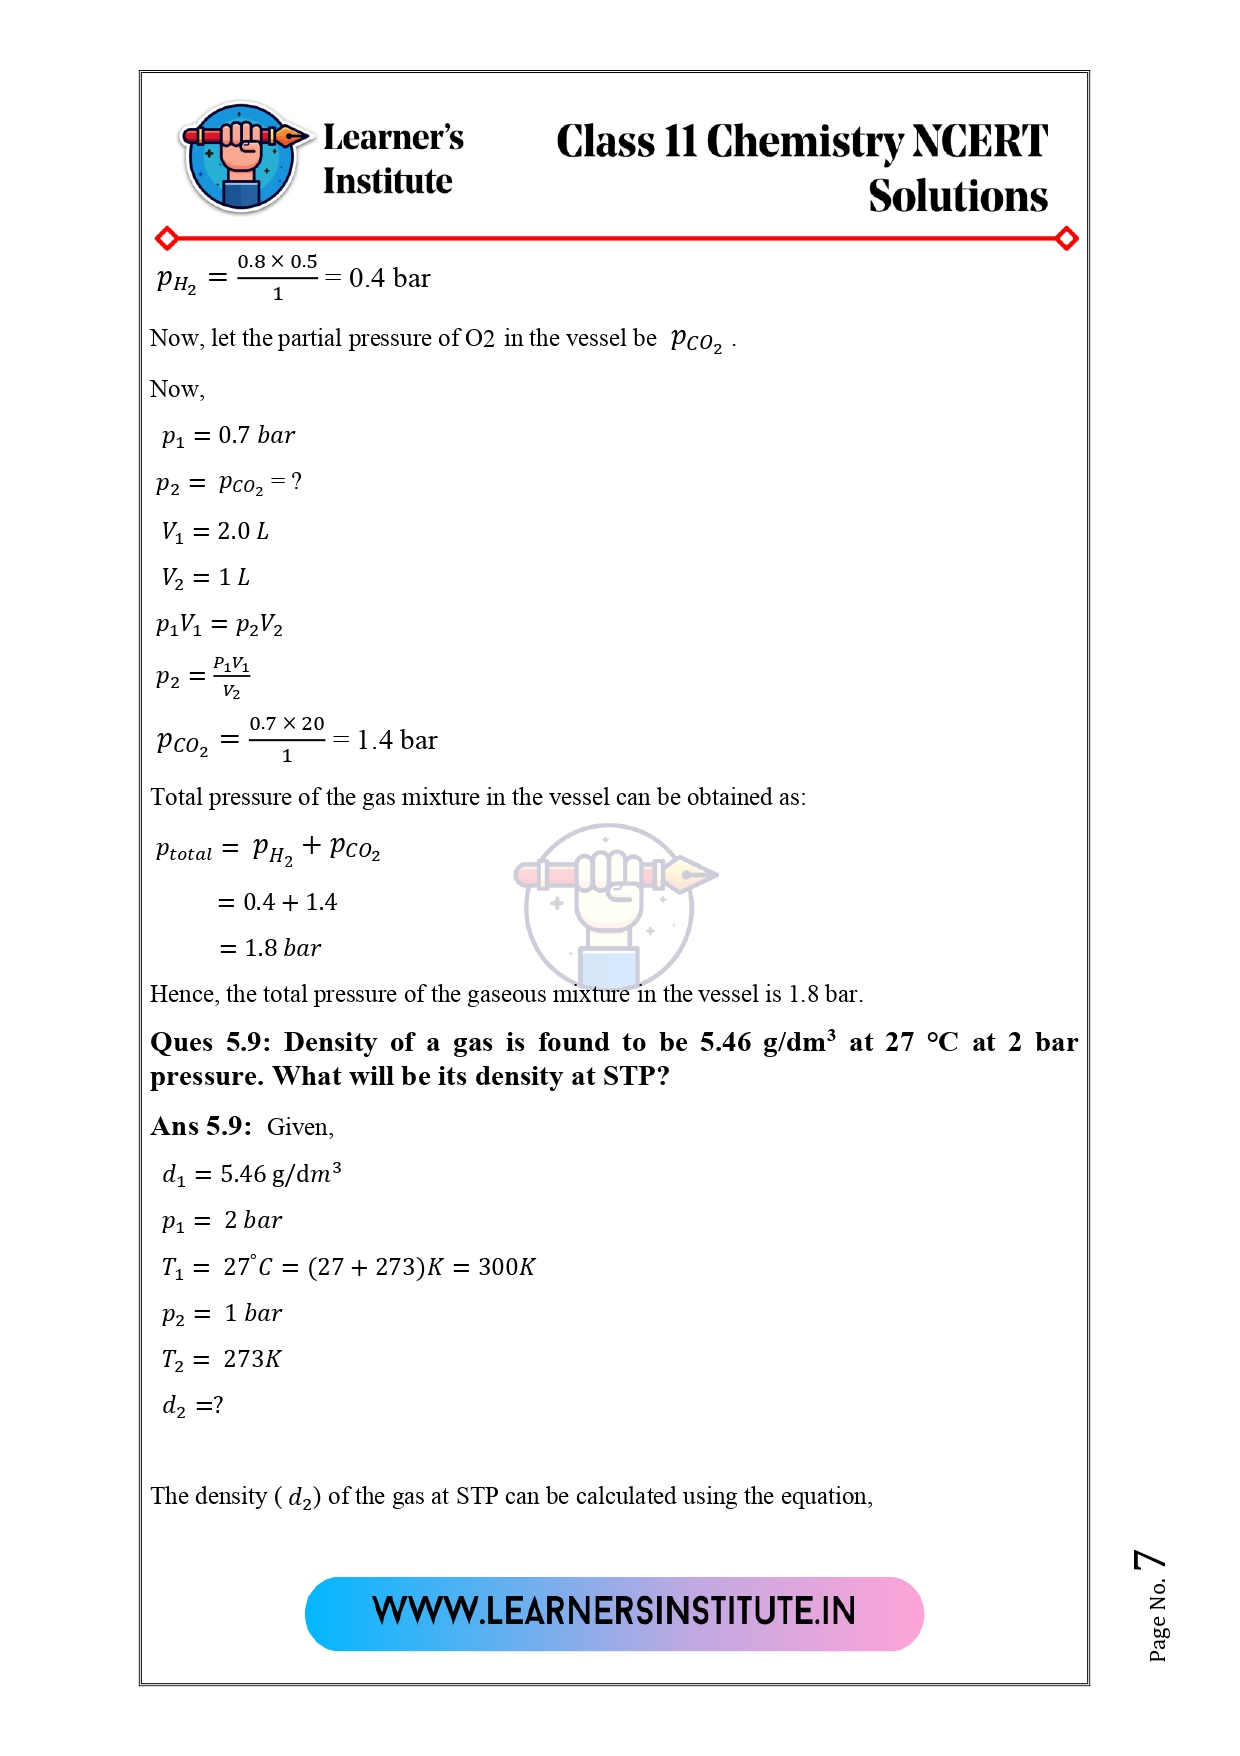 Learner's
Institute
Class 11 Chemistry NCERT
Solutions
p_{H_2} = \frac{0.8 × 0.5}{1} = 0.4 bar
Now, let the partial pressure of O2 in the vessel be p_{CO_2} .
Now,
p_1 = 0.7 bar
p_2 = p_{CO_2} = ?
V_1 = 2.0 L
V_2 = 1 L
p_1V_1 = p_2V_2
p_2 = \frac{P_1V_1}{V_2}
p_{CO_2} = \frac{0.7 × 20}{1} = 1.4 bar
Total pressure of the gas mixture in the vessel can be obtained as:
p_{total} = p_{H_2} + p_{CO_2}
= 0.4 + 1.4
= 1.8 bar
Hence, the total pressure of the gaseous mixture in the vessel is 1.8 bar.
Ques 5.9: Density of a gas is found to be 5.46 g/dm³ at 27 °C at 2 bar
pressure. What will be its density at STP?
Ans 5.9: Given,
d_1 = 5.46 g/dm³
p_1 = 2 bar
T_1 = 27°C = (27 + 273)K = 300K
p_2 = 1 bar
T_2 = 273K
d_2 =?
The density ( d_2) of the gas at STP can be calculated using the equation,
WWW.LEARNERSINSTITUTE.IN
Page No. 7